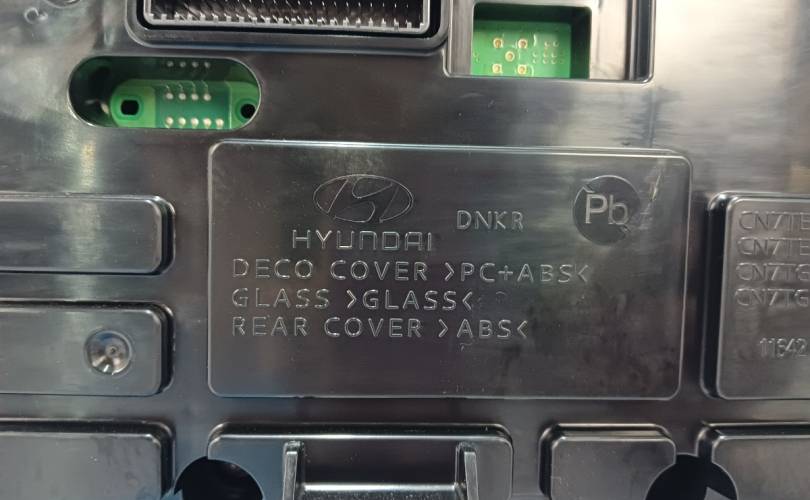 DNKR
Pb
HYUNDAI
DECO COVER >PC+ABS<
GLASS >GLASS<
REAR COVER >ABS<